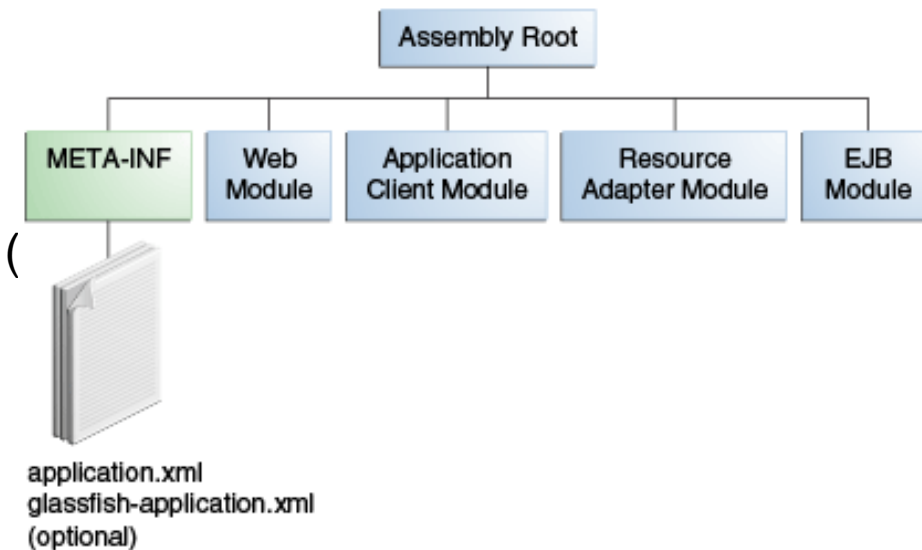 Assembly Root
META-INF
Web
Module
Application
Client Module
Resource
Adapter Module
EJB
Module
(
application.xml
glassfish-application.xml
(optional)